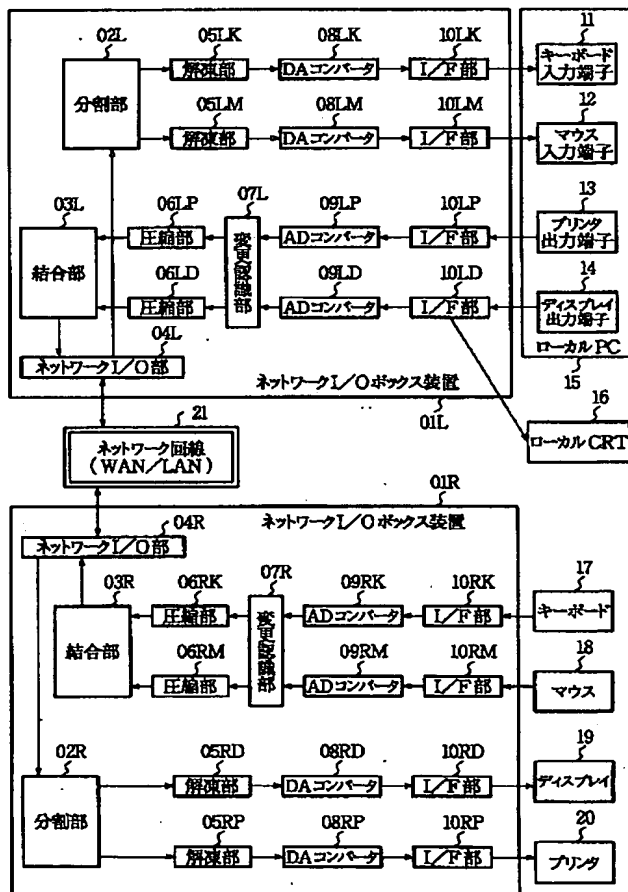 02L
05LK
08LK
10LK
11
分割部
解凍部
DAコンバータ
I/F部
キーボード
入力端子
05LM
08LM
10LM
12
解凍部
DAコンバータ
I/F部
マウス
入力端子
03L
06LP
07L
09LP
10LP
13
結合部
圧縮部
変更認識部
ADコンバータ
I/F部
プリンタ
出力端子
06LD
09LD
10LD
14
圧縮部
ADコンバータ
I/F部
ディスプレイ
出力端子
04L
ローカルPC
ネットワークI/O部
ネットワークI/Oボックス装置
15
01L
16
21
ローカルCRT
ネットワーク回線
(WAN/LAN)
01R
04R
ネットワークI/Oボックス装置
ネットワークI/O部
03R
06RK
07R
09RK
10RK
17
結合部
圧縮部
変更認識部
ADコンバータ
I/F部
キーボード
06RM
09RM
10RM
18
圧縮部
ADコンバータ
I/F部
マウス
02R
05RD
08RD
10RD
19
分割部
解凍部
DAコンバータ
I/F部
ディスプレイ
05RP
08RP
10RP
20
解凍部
DAコンバータ
I/F部
プリンタ